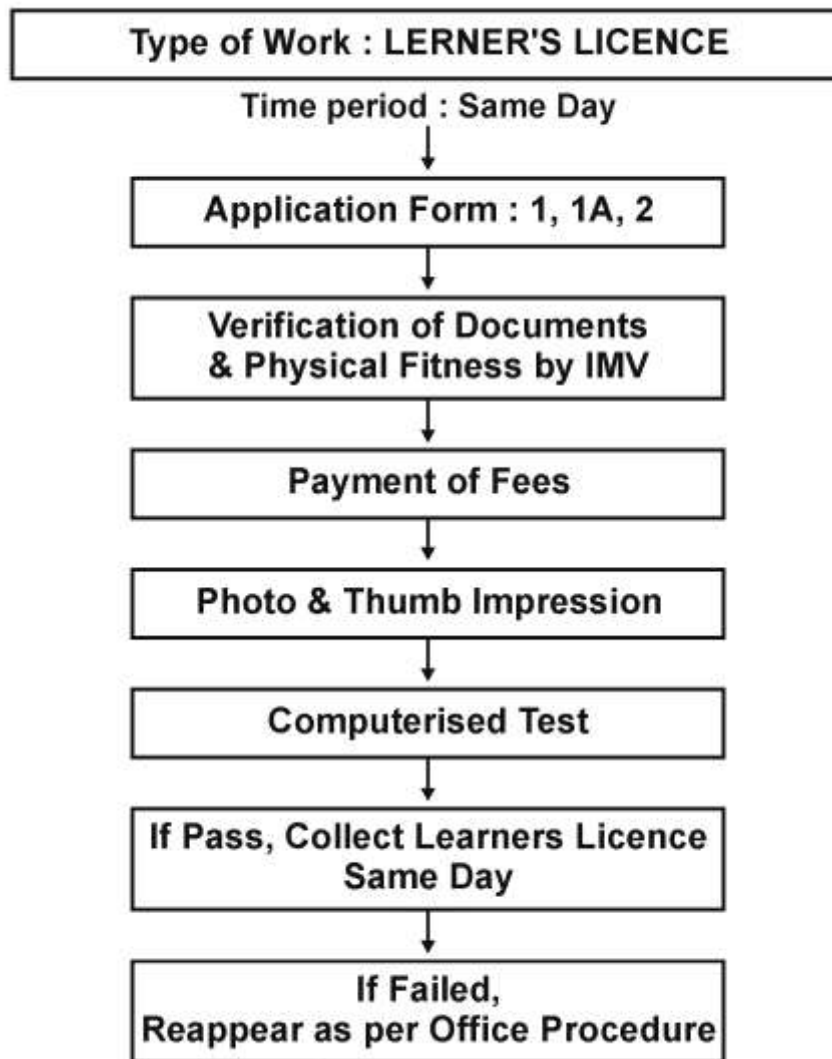 Type of Work : LERNER'S LICENCE
Time period : Same Day
Application Form : 1, 1A, 2
Verification of Documents
& Physical Fitness by IMV
Payment of Fees
Photo & Thumb Impression
Computerised Test
If Pass, Collect Learners Licence
Same Day
If Failed,
Reappear as per Office Procedure